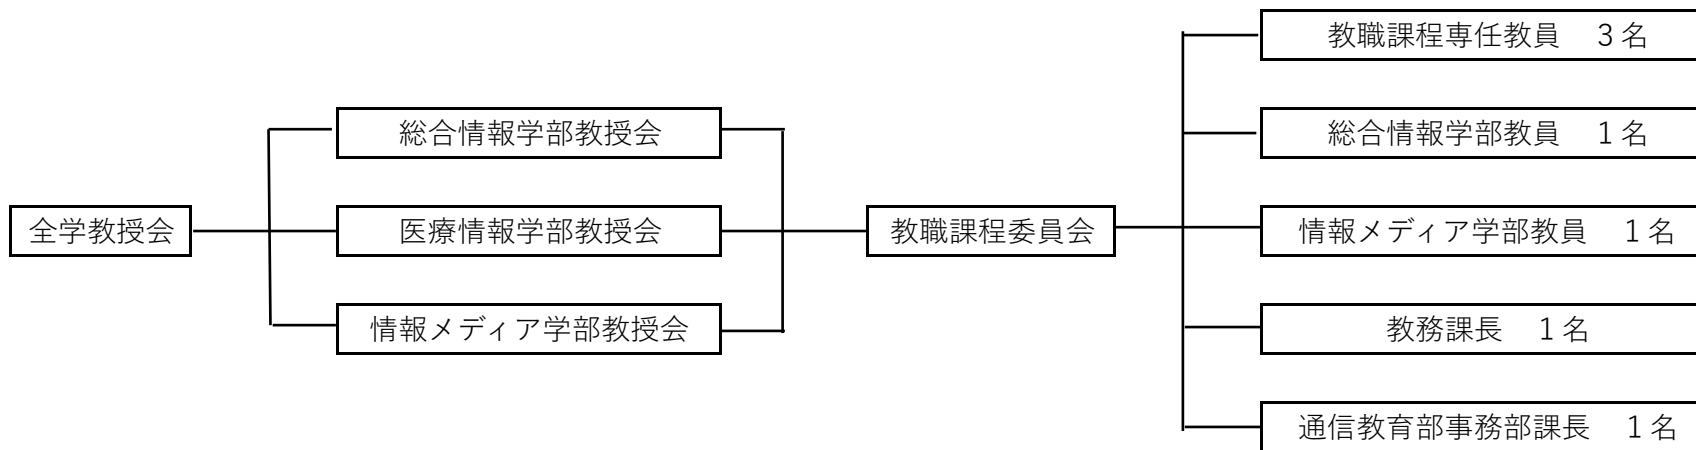 全学教授会
総合情報学部教授会
医療情報学部教授会
情報メディア学部教授会
教職課程委員会
教職課程専任教員　３名
総合情報学部教員　１名
情報メディア学部教員　１名
教務課長　１名
通信教育部事務部課長　１名